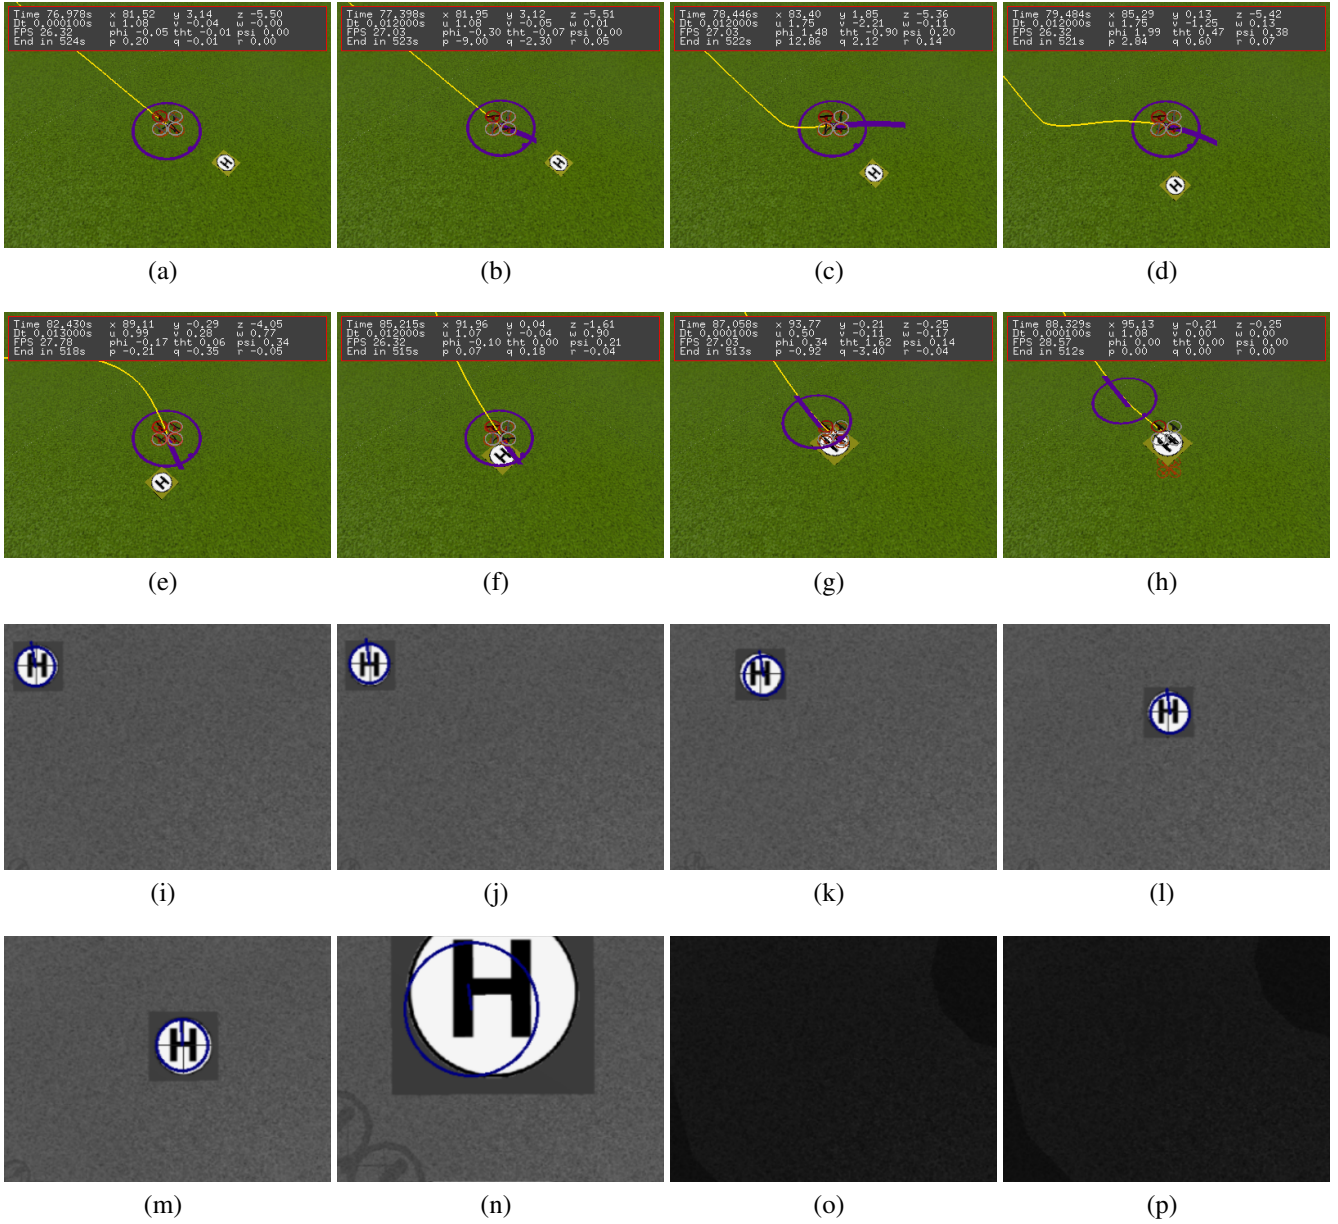 Time 76.978s x 81.52 y 3.14 z -5.50
Dt 0.000100s u 1.08 v -0.04 w 0.00
FPS 26.32 phi -0.05 tht -0.01 psi 0.00
End in 524s p 0.20 q -0.01 r 0.00
H
(a)
Time 77.398s x 81.95 y 3.12 z -5.51
Dt 0.012000s u 1.08 v -0.05 w 0.01
FPS 27.03 phi -0.30 tht -0.07 psi 0.00
End in 523s p -9.00 q -2.30 r 0.05
H
(b)
Time 78.446s x 83.40 y 1.85 z -5.36
Dt 0.012000s u 1.75 v -2.21 w -0.11
FPS 27.03 phi 1.48 tht -0.90 psi 0.20
End in 522s p 12.86 q 2.12 r 0.14
H
(c)
Time 79.484s x 85.29 y 0.13 z -5.42
Dt 0.012000s u 1.75 v -1.25 w 0.13
FPS 26.32 phi 1.99 tht 0.47 psi 0.38
End in 521s p 2.84 q 0.60 r 0.07
H
(d)
Time 82.430s x 89.11 y -0.29 z -4.05
Dt 0.013000s u 0.99 v 0.28 w 0.77
FPS 27.78 phi -0.17 tht 0.06 psi 0.34
End in 518s p -0.21 q -0.35 r -0.05
H
(e)
Time 85.215s x 91.96 y 0.04 z -1.61
Dt 0.012000s u 1.07 v -0.04 w 0.90
FPS 26.32 phi -0.10 tht 0.00 psi 0.21
End in 515s p 0.07 q 0.18 r -0.04
H
(f)
Time 87.058s x 93.77 y -0.21 z -0.25
Dt 0.000100s u 0.50 v -0.11 w -0.17
FPS 27.03 phi 0.34 tht 1.62 psi 0.14
End in 513s p -0.92 q -3.40 r -0.04
H
(g)
Time 88.329s x 95.13 y -0.21 z -0.25
Dt 0.000100s u 1.08 v 0.00 w 0.00
FPS 28.57 phi 0.00 tht 0.00 psi 0.00
End in 512s p 0.00 q 0.00 r 0.00
H
(h)
H
(i)
H
(j)
H
(k)
H
(l)
H
(m)
H
(n)
(o)
(p)